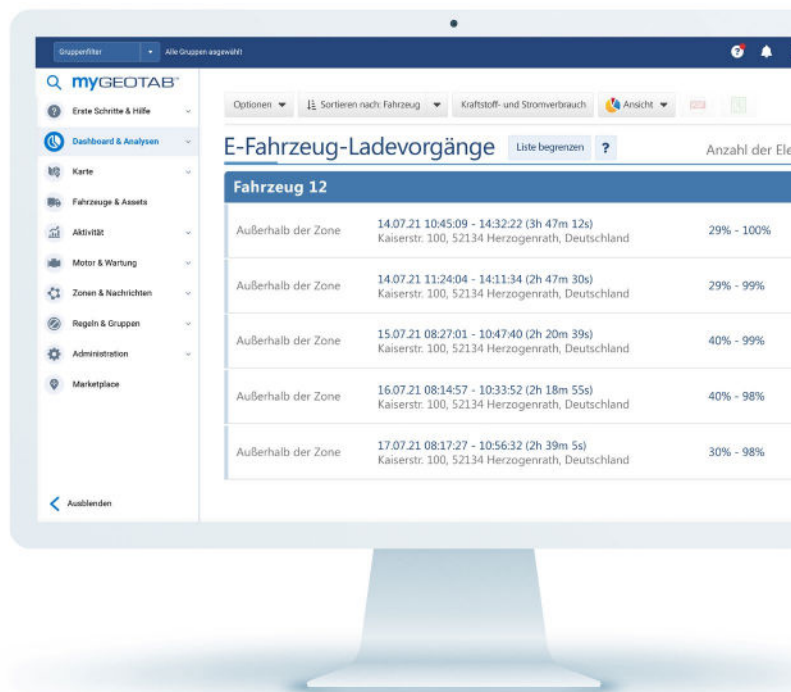 Gruppenfilter
Alle Gruppen ausgewählt
?
myGEOTAB™
Erste Schritte & Hilfe
Dashboard & Analysen
Karte
Fahrzeuge & Assets
Aktivität
Motor & Wartung
Zonen & Nachrichten
Regeln & Gruppen
Administration
Marketplace
Ausblenden
Optionen
Sortieren nach: Fahrzeug
Kraftstoff- und Stromverbrauch
Ansicht
E-Fahrzeug-Ladevorgänge
Liste begrenzen
?
Anzahl der Ele
Fahrzeug 12
Außerhalb der Zone
14.07.21 10:45:09 - 14:32:22 (3h 47m 12s)
Kaiserstr. 100, 52134 Herzogenrath, Deutschland
29% - 100%
Außerhalb der Zone
14.07.21 11:24:04 - 14:11:34 (2h 47m 30s)
Kaiserstr. 100, 52134 Herzogenrath, Deutschland
29% - 99%
Außerhalb der Zone
15.07.21 08:27:01 - 10:47:40 (2h 20m 39s)
Kaiserstr. 100, 52134 Herzogenrath, Deutschland
40% - 99%
Außerhalb der Zone
16.07.21 08:14:57 - 10:33:52 (2h 18m 55s)
Kaiserstr. 100, 52134 Herzogenrath, Deutschland
40% - 98%
Außerhalb der Zone
17.07.21 08:17:27 - 10:56:32 (2h 39m 5s)
Kaiserstr. 100, 52134 Herzogenrath, Deutschland
30% - 98%